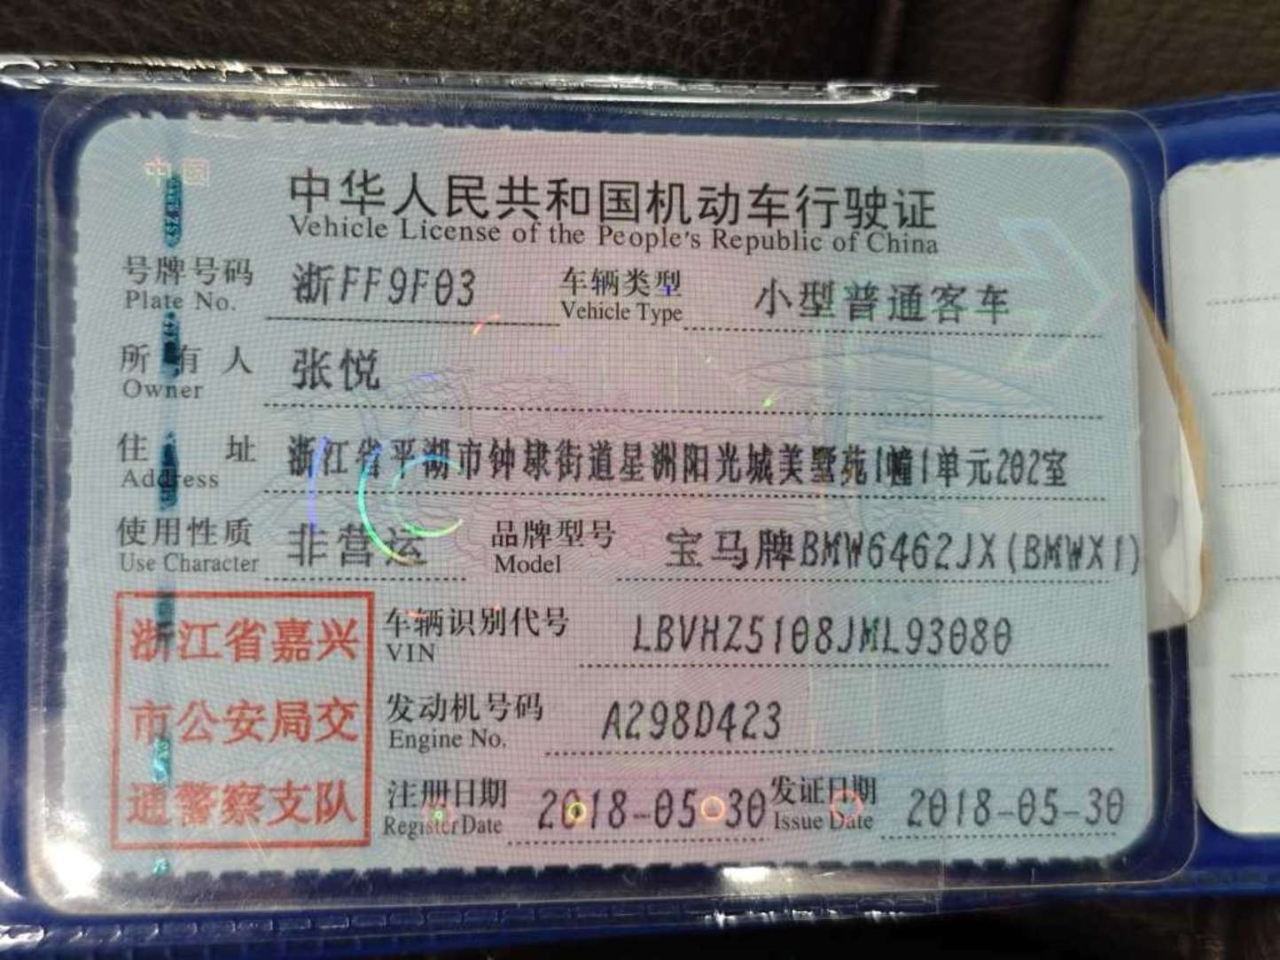 中国
中华人民共和国机动车行驶证
Vehicle License of the People's Republic of China
号牌号码 浙FF9F03 车辆类型 小型普通客车
Plate No. Vehicle Type
所有人 张悦
Owner
住址 浙江省平湖市钟埭街道星洲阳光城美墅苑1幢1单元202室
Address
使用性质 非营运 品牌型号 宝马牌BMW6462JX(BMWX1)
Use Character Model
浙江省嘉兴
市公安局交
通警察支队
车辆识别代号 LBVHZ5108JML93080
VIN
发动机号码 A298D423
Engine No.
注册日期 2018-05-30 发证日期 2018-05-30
Register Date Issue Date